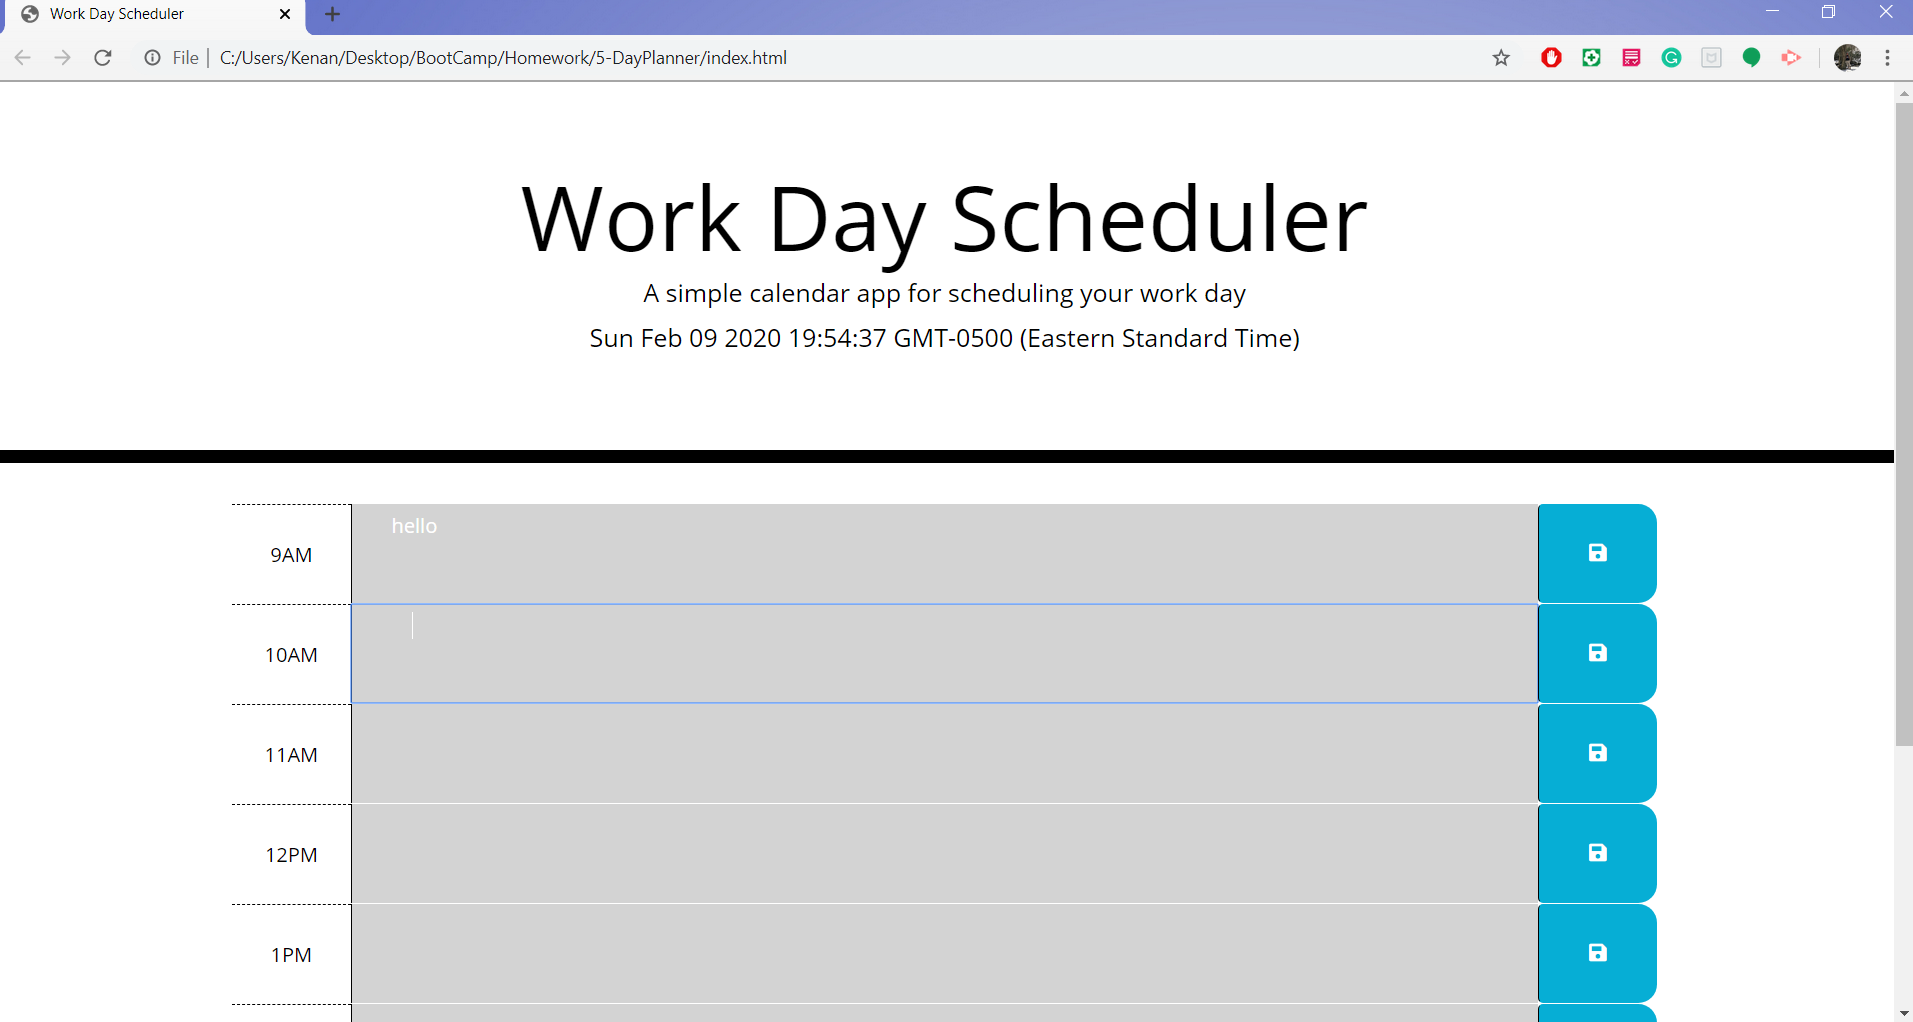 Work Day Scheduler
File | C:/Users/Kenan/Desktop/BootCamp/Homework/5-DayPlanner/index.html
Work Day Scheduler
A simple calendar app for scheduling your work day
Sun Feb 09 2020 19:54:37 GMT-0500 (Eastern Standard Time)
hello
9AM
10AM
11AM
12PM
1PM